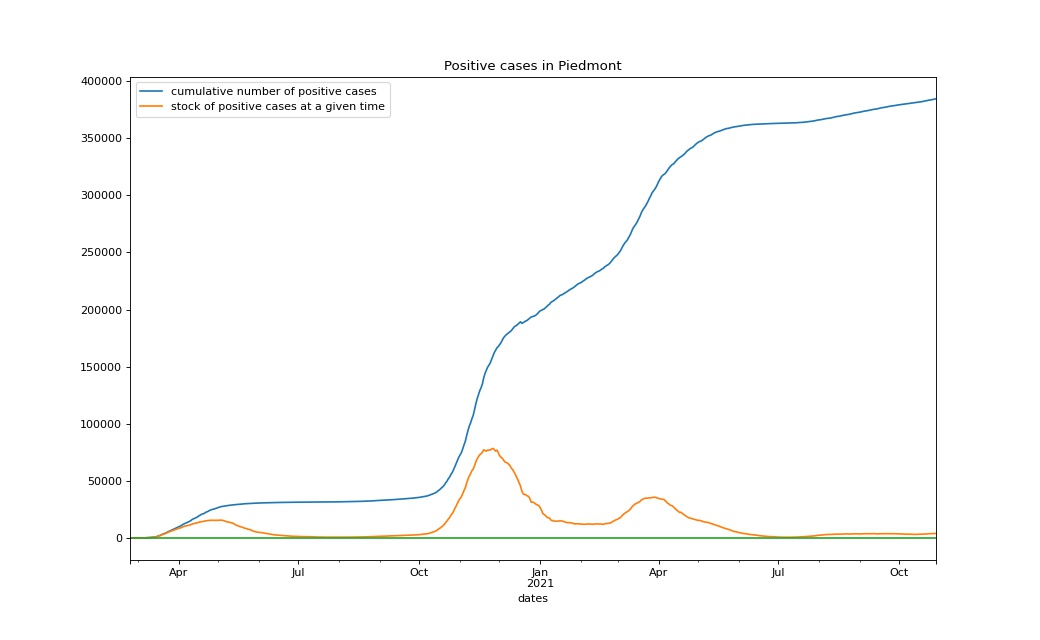 Positive cases in Piedmont
cumulative number of positive cases
stock of positive cases at a given time
400000
350000
300000
250000
200000
150000
100000
50000
0
Apr Jul Oct Jan Apr Jul Oct
2021
dates